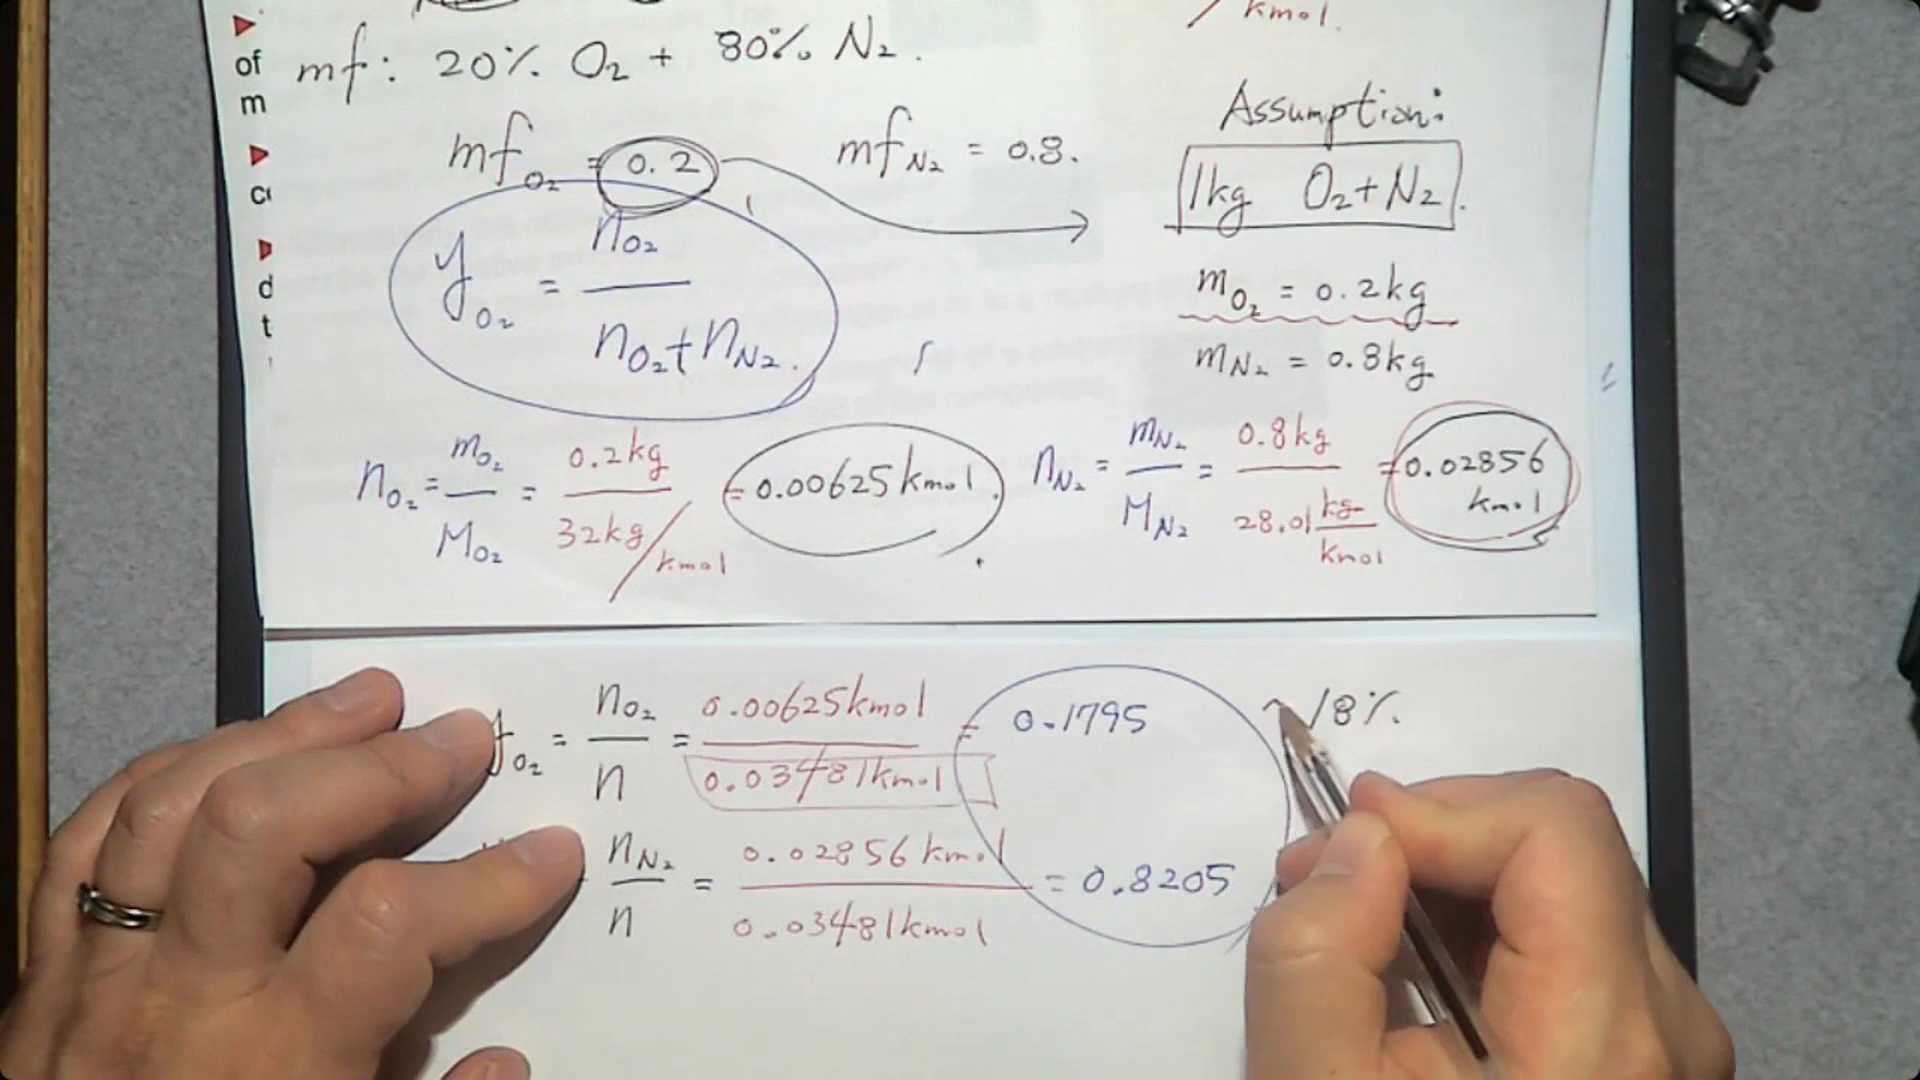 kmol.
of
m
mf: 20% O₂ + 80% N₂.
Assumption:
mf_O₂ = 0.2
mf_N₂ = 0.8.
1kg O₂+N₂.
y_O₂ = n_O₂ / n_O₂+n_N₂.
m_O₂ = 0.2kg
m_N₂ = 0.8kg
d
t
n_O₂ = m_O₂ / M_O₂ = 0.2kg / 32kg/kmol = 0.00625kmol.
n_N₂ = m_N₂ / M_N₂ = 0.8kg / 28.01 kg/kmol = 0.02856 kmol
y_O₂ = n_O₂ / n = 0.00625kmol / 0.03481kmol = 0.1795 ~18%
n_N₂ / n = 0.02856 kmol / 0.03481kmol = 0.8205